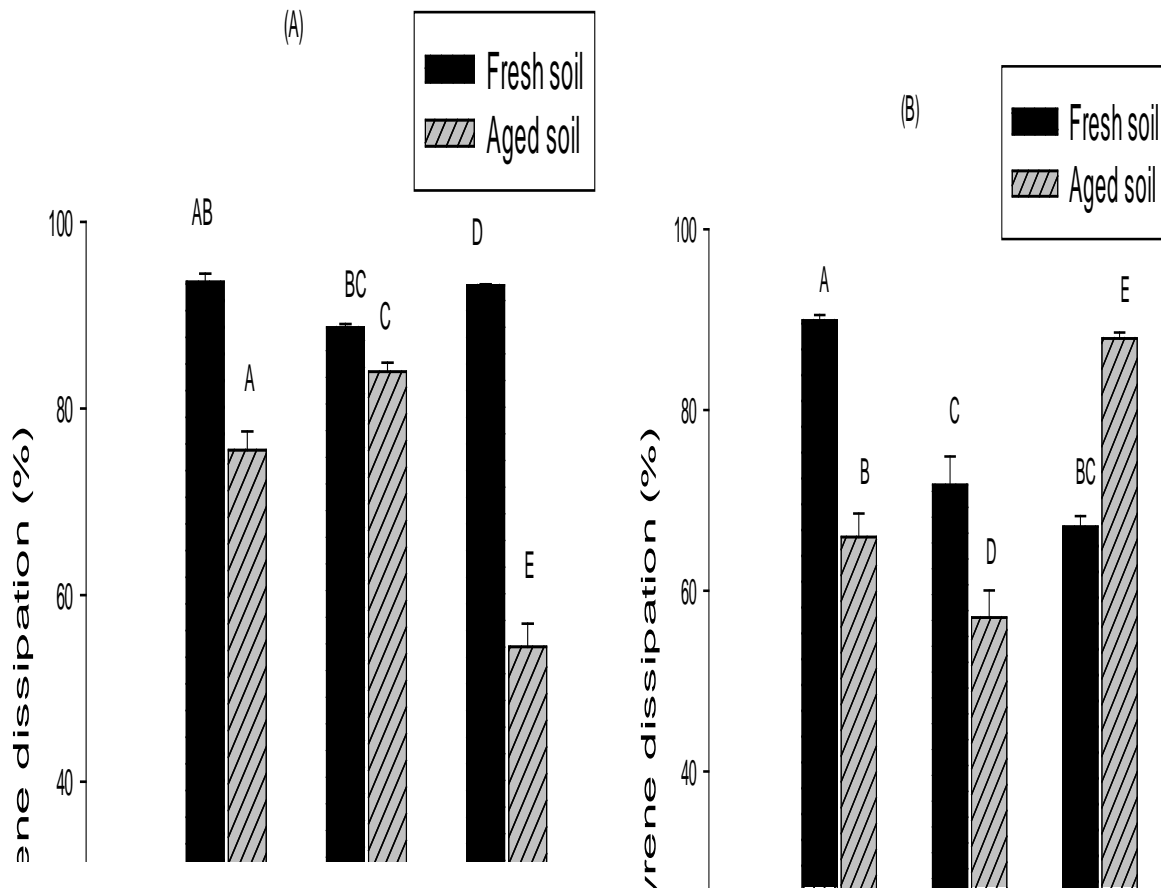 (A)
Fresh soil
Aged soil
100
80
60
40
ene dissipation (%)
AB
A
BC
C
D
E
(B)
Fresh soil
Aged soil
100
80
60
40
yrene dissipation (%)
A
B
C
D
BC
E